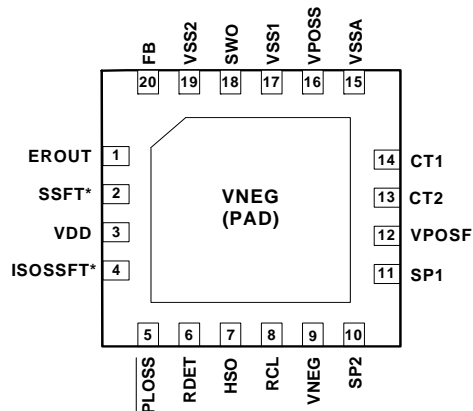 FB
VSS2
SWO
VSS1
VPOSS
VSSA
20
19
18
17
16
15
EROUT 1
SSFT* 2
VDD 3
ISOSSFT* 4
VNEG
(PAD)
14 CT1
13 CT2
12 VPOSF
11 SP1
5
6
7
8
9
10
PLOSS
RDET
HSO
RCL
VNEG
SP2